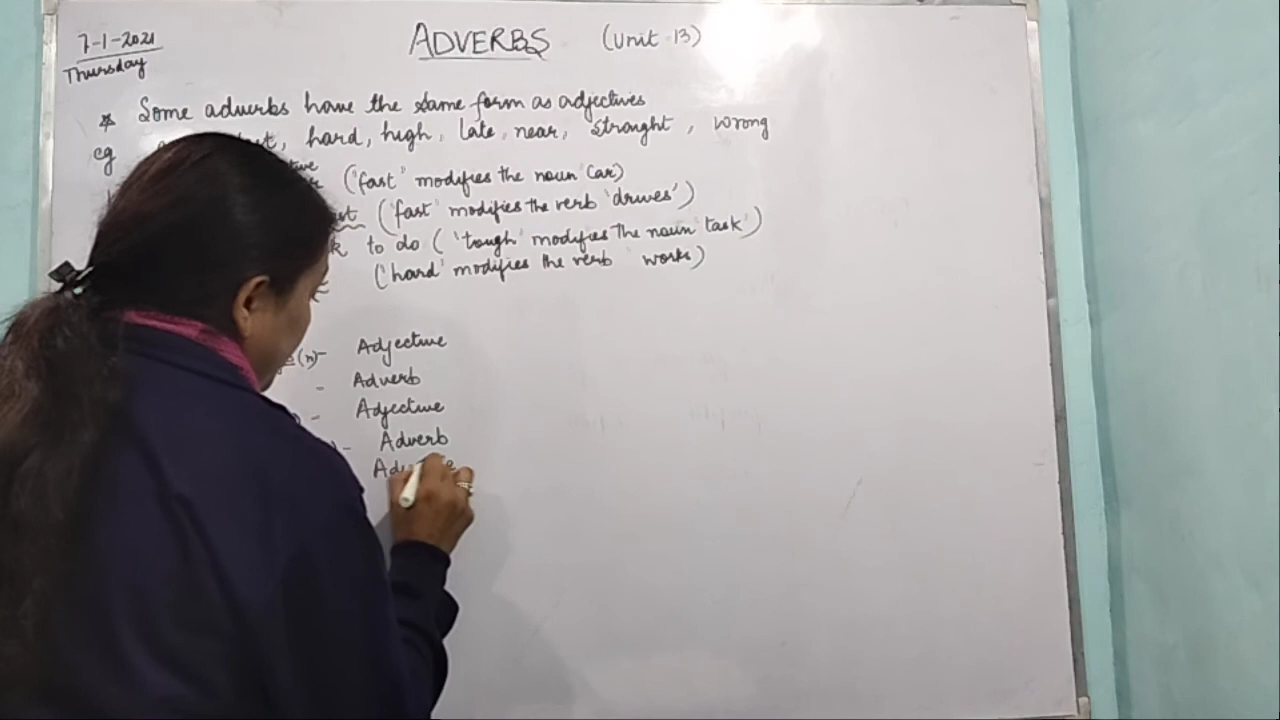 7-1-2021
Thursday
ADVERBS (Unit 13)
* Some adverbs have the same form as adjectives
eg hard, high, late, near, straight, wrong
("fast" modifies the noun 'car)
('fast" modifies the verb 'drives')
to do ('tough' modifies the noun 'task')
('hard' modifies the verb 'works)
(n)- Adjective
- Adverb
- Adjective
- Adverb